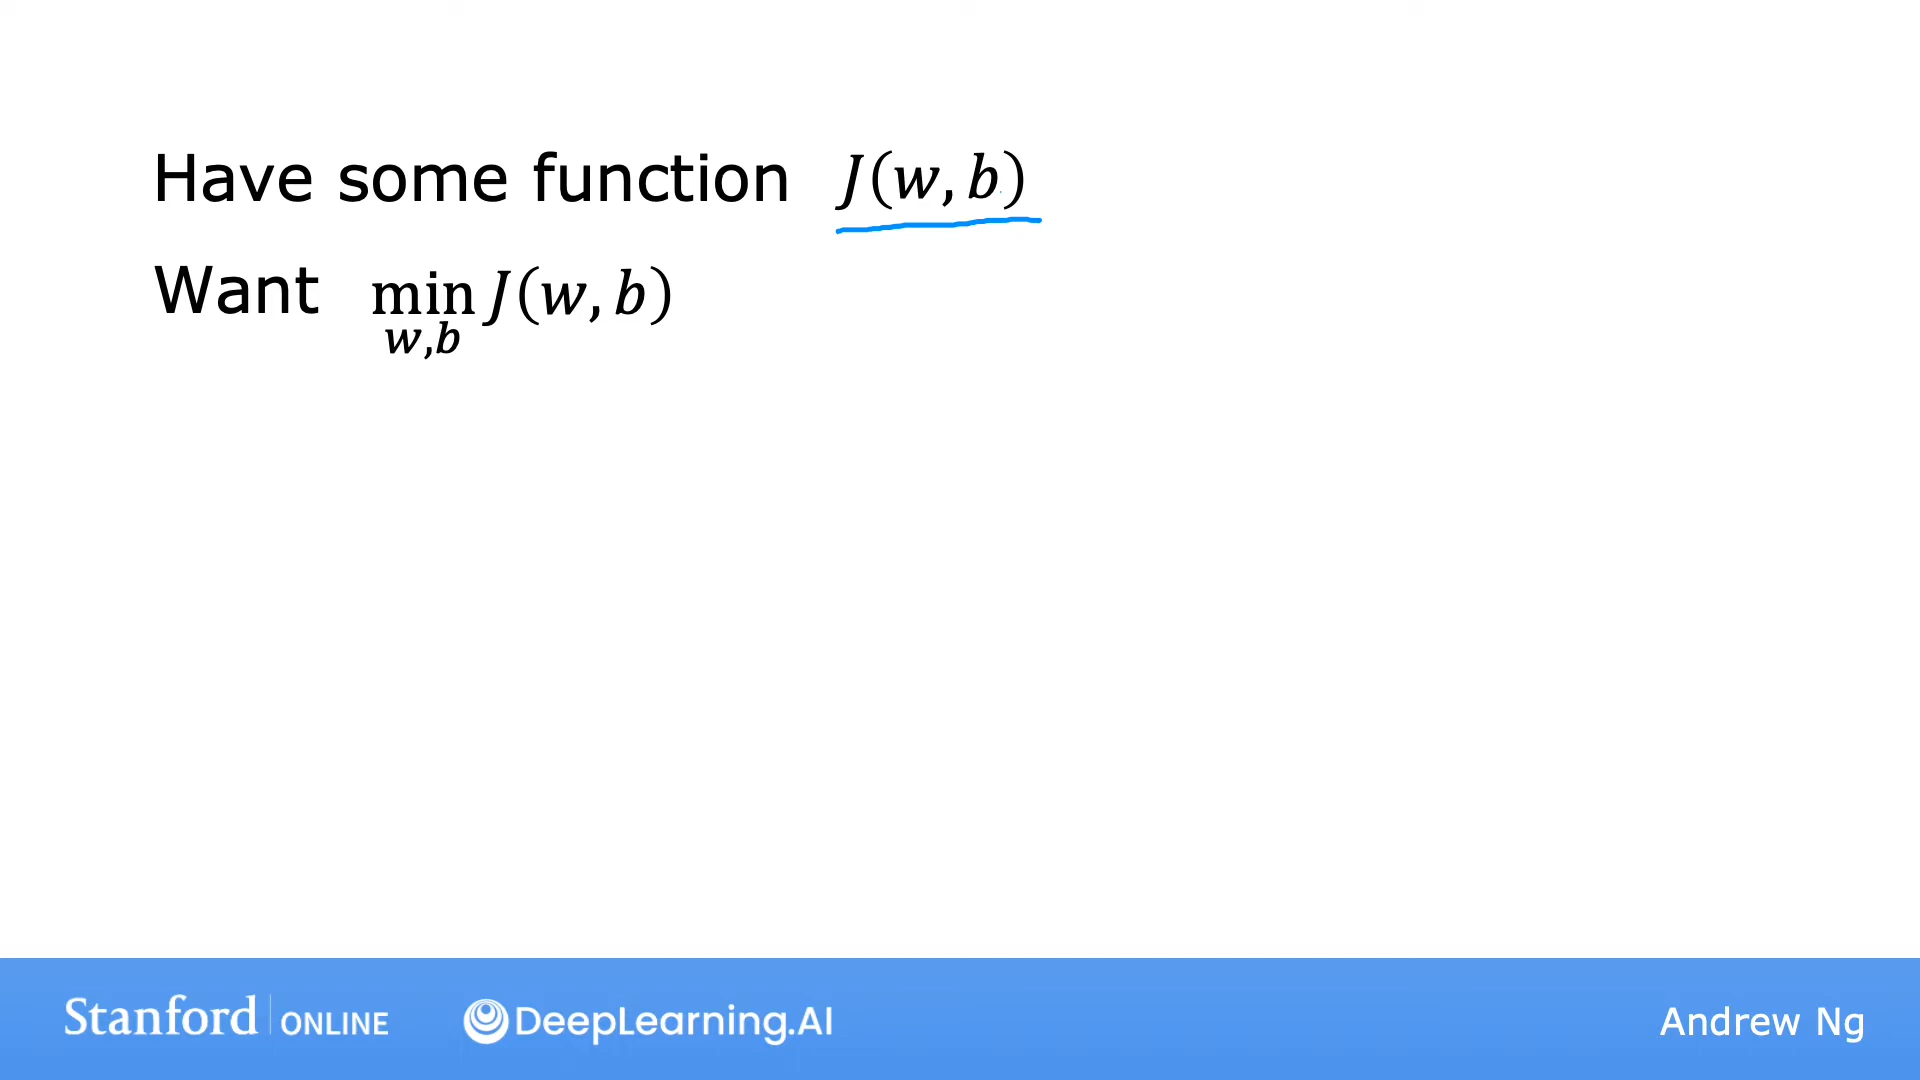 Have some function J(w, b)
Want min J(w, b)
w,b
Stanford | ONLINE DeepLearning.AI Andrew Ng